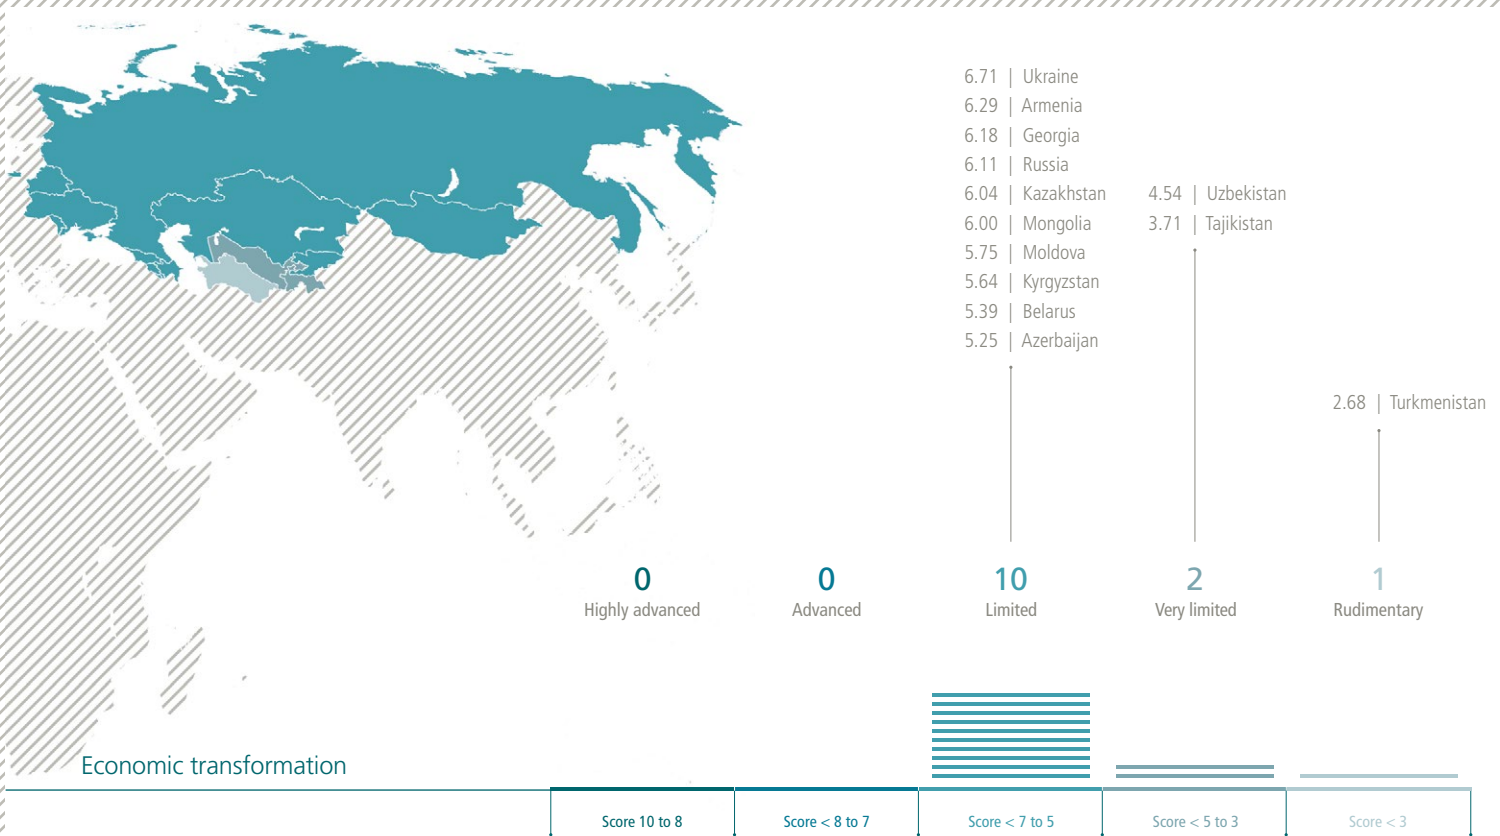 6.71 | Ukraine
6.29 | Armenia
6.18 | Georgia
6.11 | Russia
6.04 | Kazakhstan
6.00 | Mongolia
5.75 | Moldova
5.64 | Kyrgyzstan
5.39 | Belarus
5.25 | Azerbaijan
4.54 | Uzbekistan
3.71 | Tajikistan
2.68 | Turkmenistan
0
Highly advanced
0
Advanced
10
Limited
2
Very limited
1
Rudimentary
Economic transformation
Score 10 to 8
Score < 8 to 7
Score < 7 to 5
Score < 5 to 3
Score < 3